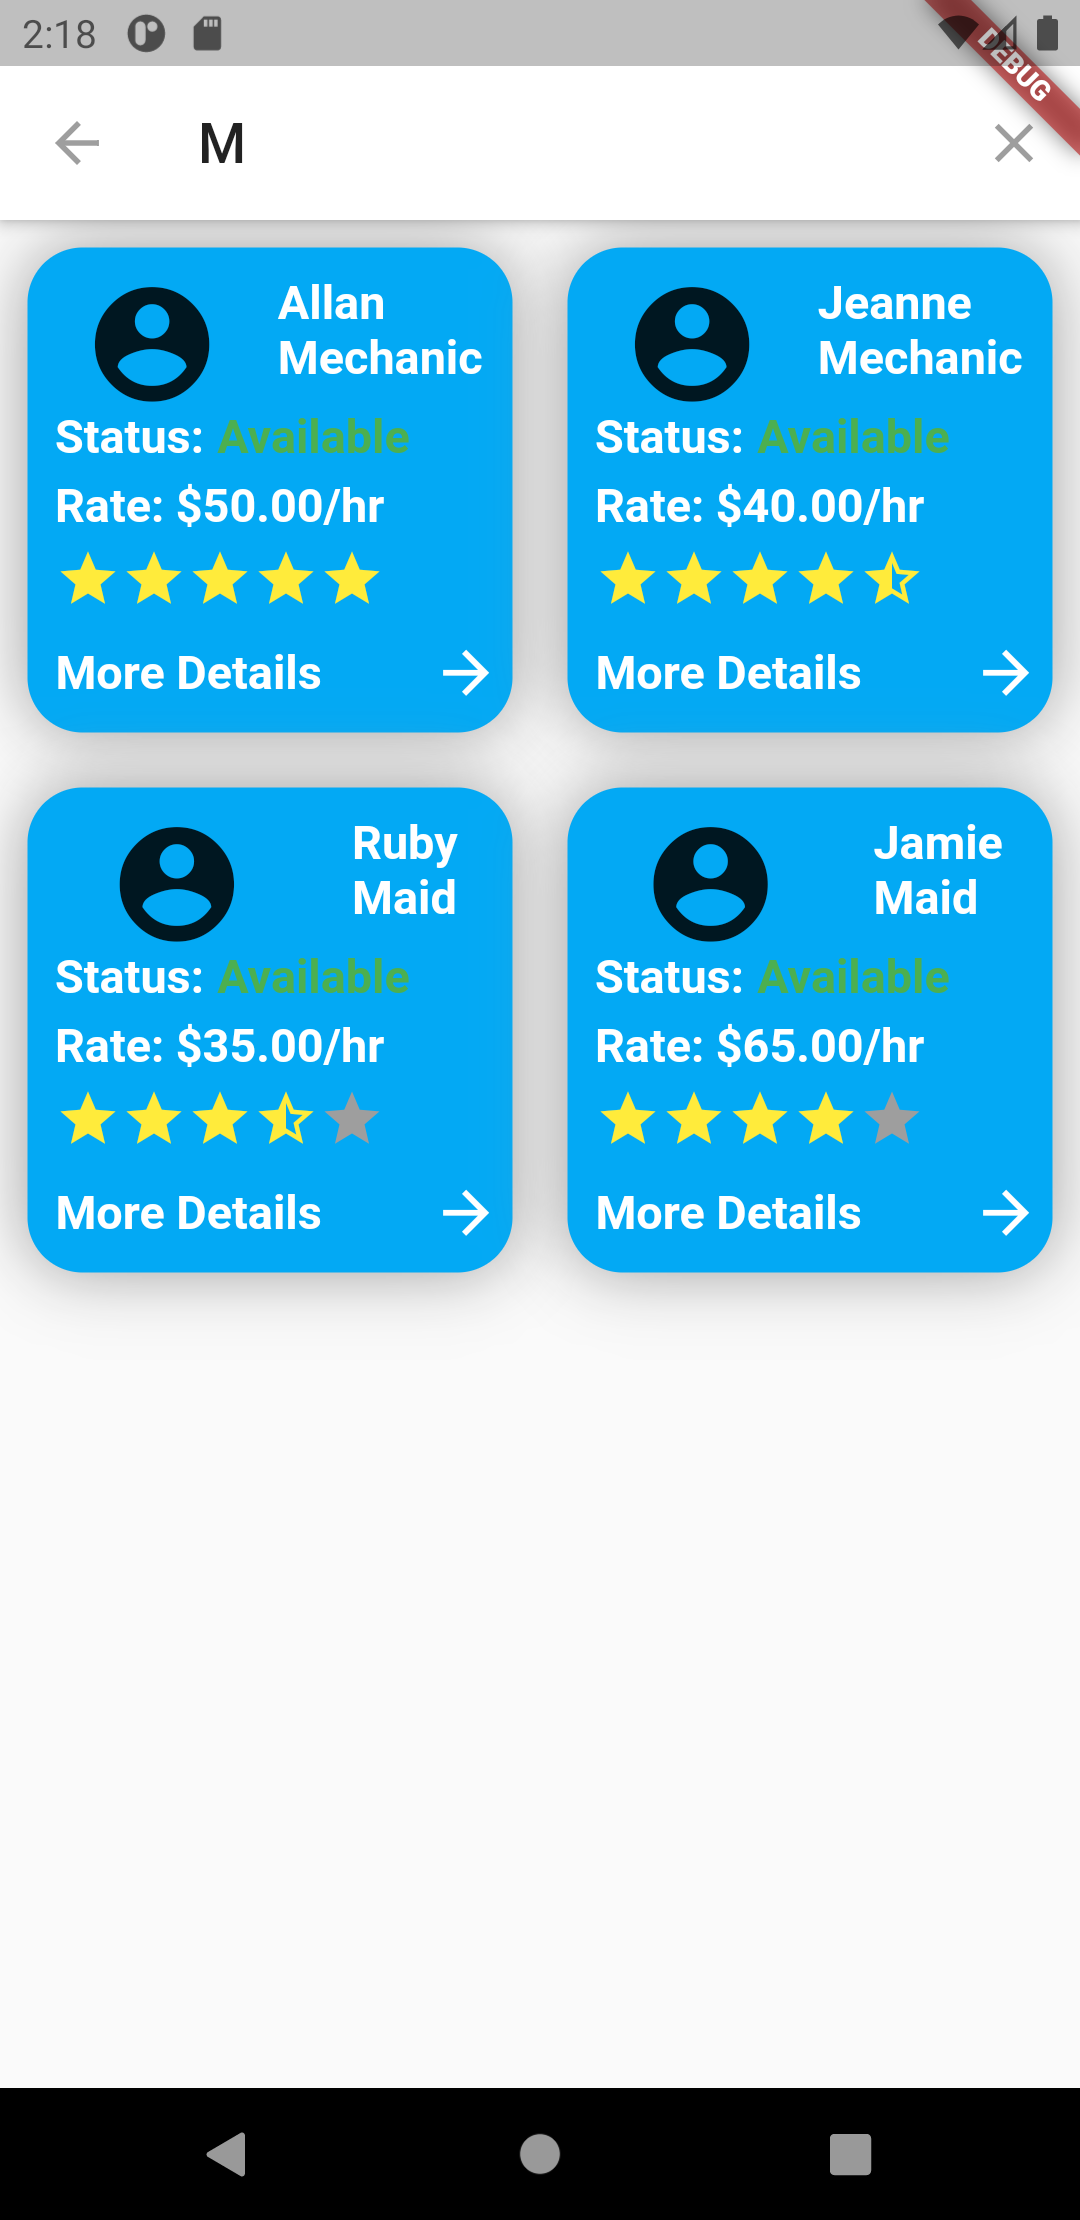 2:18
DEBUG
M
Allan
Mechanic
Status: Available
Rate: $50.00/hr
More Details
Jeanne
Mechanic
Status: Available
Rate: $40.00/hr
More Details
Ruby
Maid
Status: Available
Rate: $35.00/hr
More Details
Jamie
Maid
Status: Available
Rate: $65.00/hr
More Details